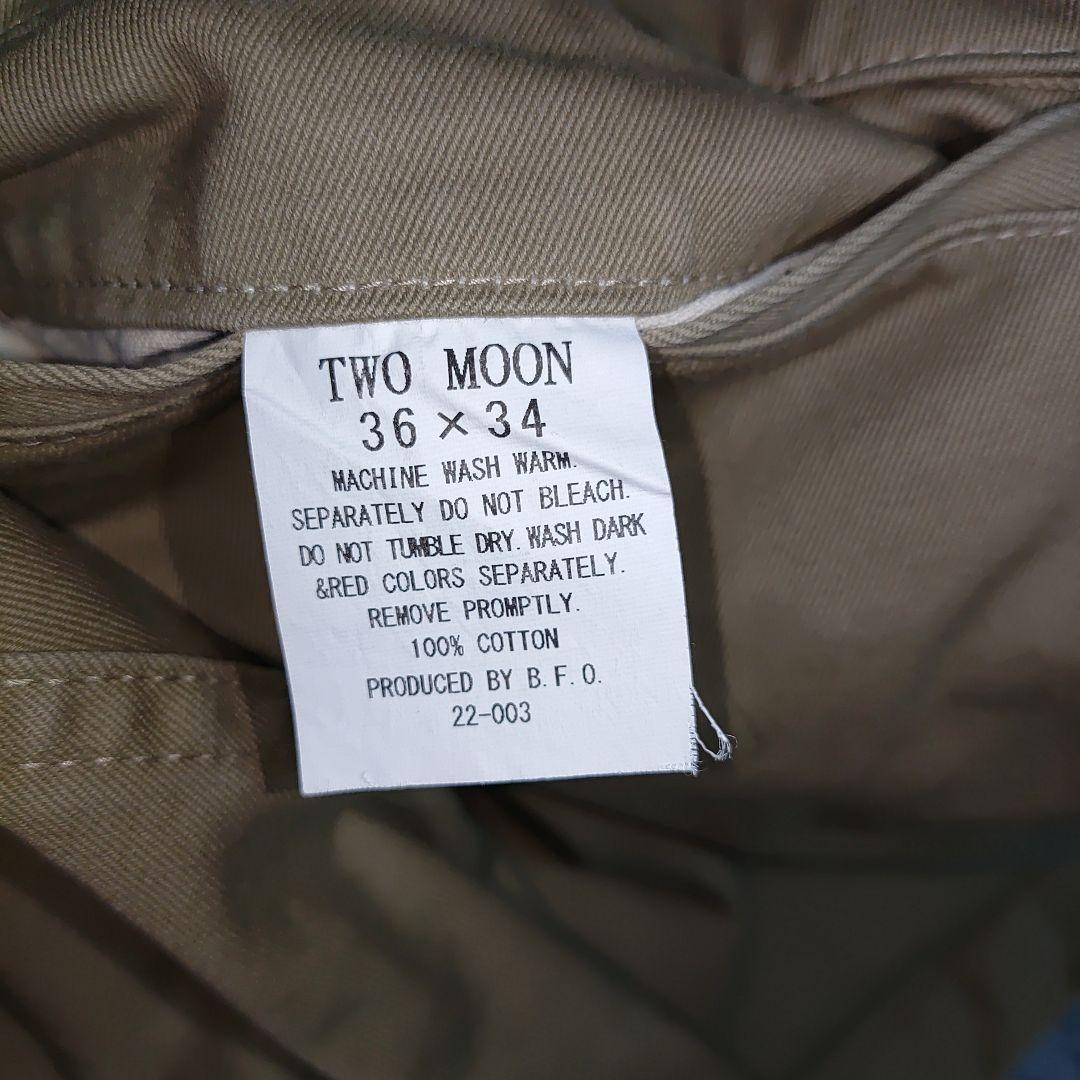 TWO MOON
36×34
MACHINE WASH WARM.
SEPARATELY DO NOT BLEACH.
DO NOT TUMBLE DRY. WASH DARK
&RED COLORS SEPARATELY.
REMOVE PROMPTLY.
100% COTTON
PRODUCED BY B.F.O.
22-003